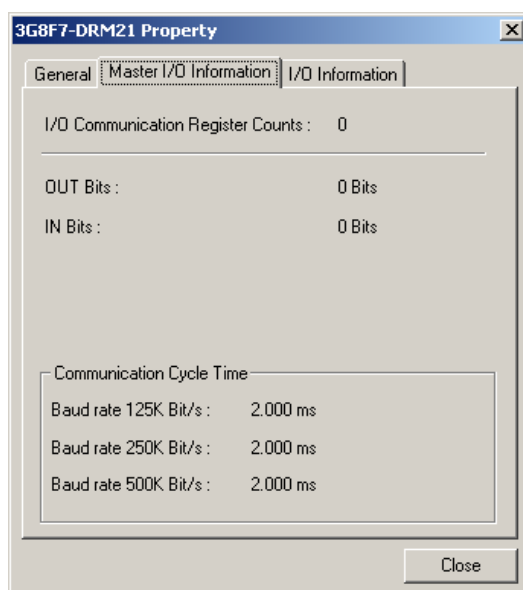 3G8F7-DRM21 Property
General Master I/O Information I/O Information
I/O Communication Register Counts : 0
OUT Bits : 0 Bits
IN Bits : 0 Bits
Communication Cycle Time
Baud rate 125K Bit/s : 2.000 ms
Baud rate 250K Bit/s : 2.000 ms
Baud rate 500K Bit/s : 2.000 ms
Close